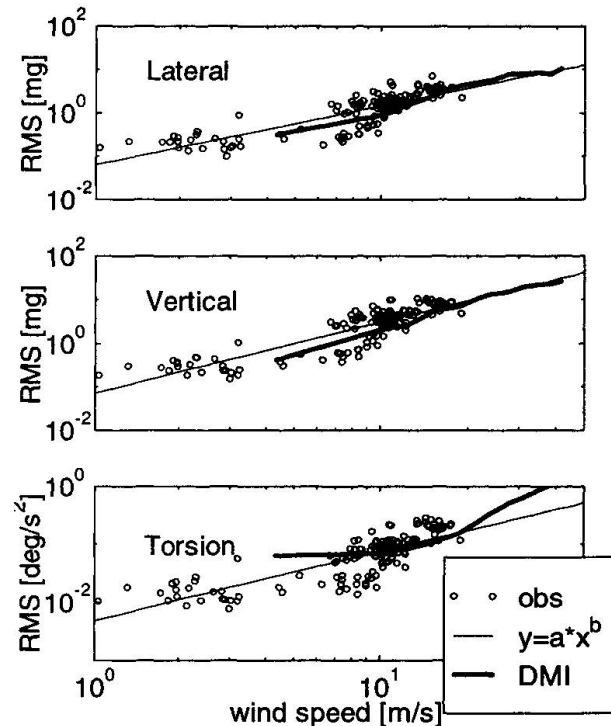 10^2
Lateral
RMS [mg]
10^0
10^-2
10^2
Vertical
RMS [mg]
10^0
10^-2
10^0
RMS [deg/s^2]
Torsion
10^-2
obs
y=a*x^b
DMI
10^0
10^1
wind speed [m/s]